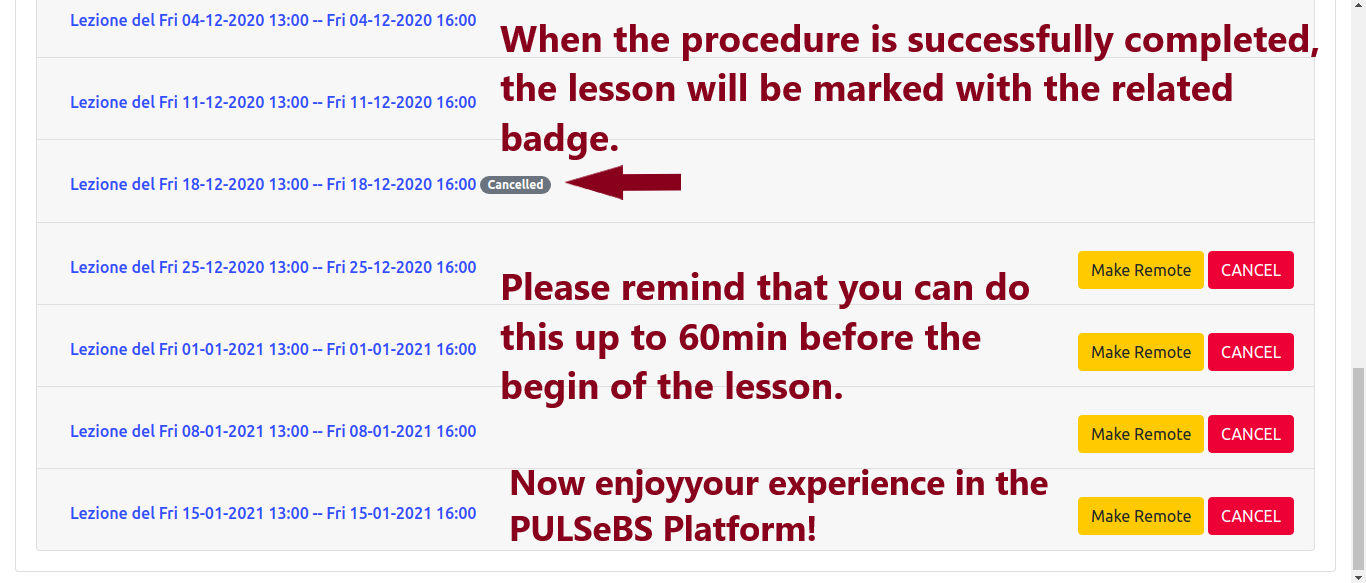 Lezione del Fri 04-12-2020 13:00 -- Fri 04-12-2020 16:00
When the procedure is successfully completed,
the lesson will be marked with the related
badge.
Lezione del Fri 11-12-2020 13:00 -- Fri 11-12-2020 16:00
Lezione del Fri 18-12-2020 13:00 -- Fri 18-12-2020 16:00 Cancelled
Lezione del Fri 25-12-2020 13:00 -- Fri 25-12-2020 16:00 Make Remote CANCEL
Please remind that you can do
this up to 60min before the
begin of the lesson.
Lezione del Fri 01-01-2021 13:00 -- Fri 01-01-2021 16:00 Make Remote CANCEL
Lezione del Fri 08-01-2021 13:00 -- Fri 08-01-2021 16:00 Make Remote CANCEL
Now enjoyyour experience in the
PULSeBS Platform!
Lezione del Fri 15-01-2021 13:00 -- Fri 15-01-2021 16:00 Make Remote CANCEL